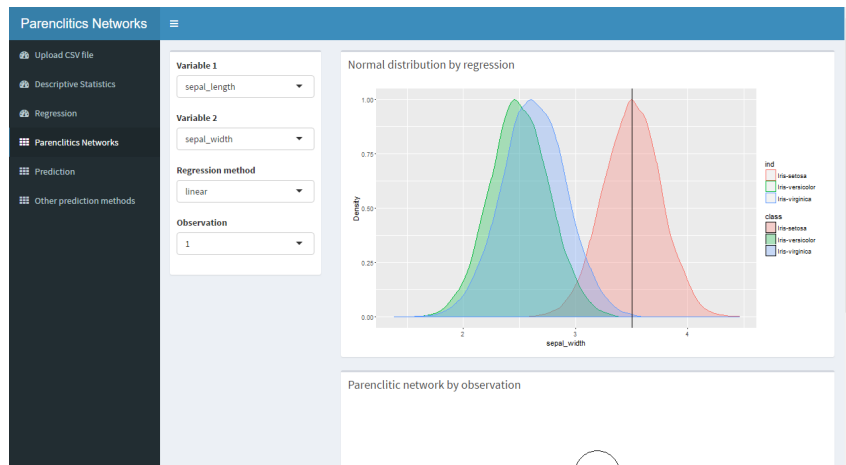 Parenclitics Networks
Upload CSV file
Descriptive Statistics
Regression
Parenclitics Networks
Prediction
Other prediction methods
Variable 1
sepal_length
Variable 2
sepal_width
Regression method
linear
Observation
1
Normal distribution by regression
1.00
0.75
0.50
0.25
0.00
Density
2
3
4
sepal_width
ind
Iris-setosa
Iris-versicolor
Iris-virginica
class
Iris-setosa
Iris-versicolor
Iris-virginica
Parenclitic network by observation